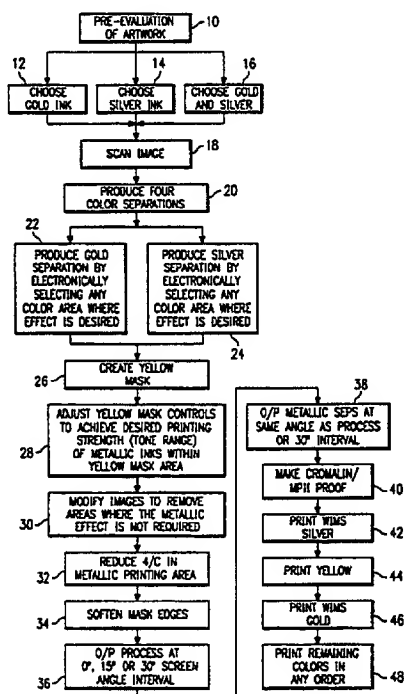 PRE-EVALUATION
OF ARTWORK
10
12
14
16
CHOOSE
GOLD INK
CHOOSE
SILVER INK
CHOOSE GOLD
AND SILVER
SCAN IMAGE
18
PRODUCE FOUR
COLOR SEPARATIONS
20
22
PRODUCE GOLD
SEPARATION BY
ELECTRONICALLY
SELECTING ANY
COLOR AREA WHERE
EFFECT IS DESIRED
PRODUCE SILVER
SEPARATION BY
ELECTRONICALLY
SELECTING ANY
COLOR AREA WHERE
EFFECT IS DESIRED
24
CREATE YELLOW
MASK
26
ADJUST YELLOW MASK CONTROLS
TO ACHIEVE DESIRED PRINTING
STRENGTH (TONE RANGE)
OF METALLIC INKS WITHIN
YELLOW MASK AREA
28
MODIFY IMAGES TO REMOVE
AREAS WHERE THE METALLIC
EFFECT IS NOT REQUIRED
30
REDUCE 4/C IN
METALLIC PRINTING AREA
32
SOFTEN MASK EDGES
34
O/P PROCESS AT
0°, 15° OR 30° SCREEN
ANGLE INTERVAL
36
38
O/P METALLIC SEPS AT
SAME ANGLE AS PROCESS
OR 30° INTERVAL
MAKE CROMALIN/
MPII PROOF
40
PRINT WIMS
SILVER
42
PRINT YELLOW
44
PRINT WIMS
GOLD
46
PRINT REMAINING
COLORS IN
ANY ORDER
48